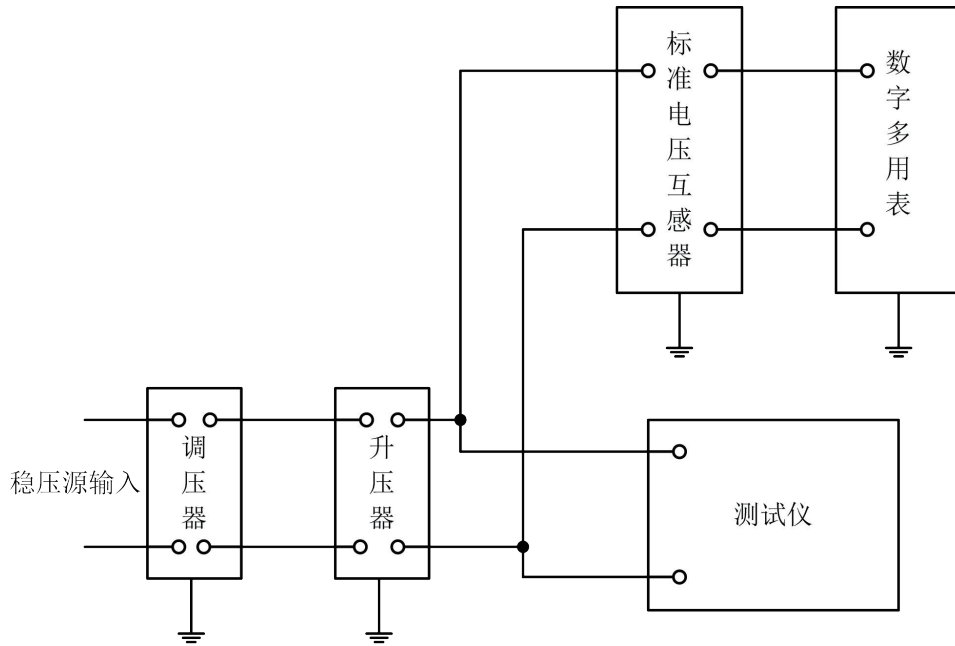 标准电压互感器
数字多用表
稳压源输入
调压器
升压器
测试仪